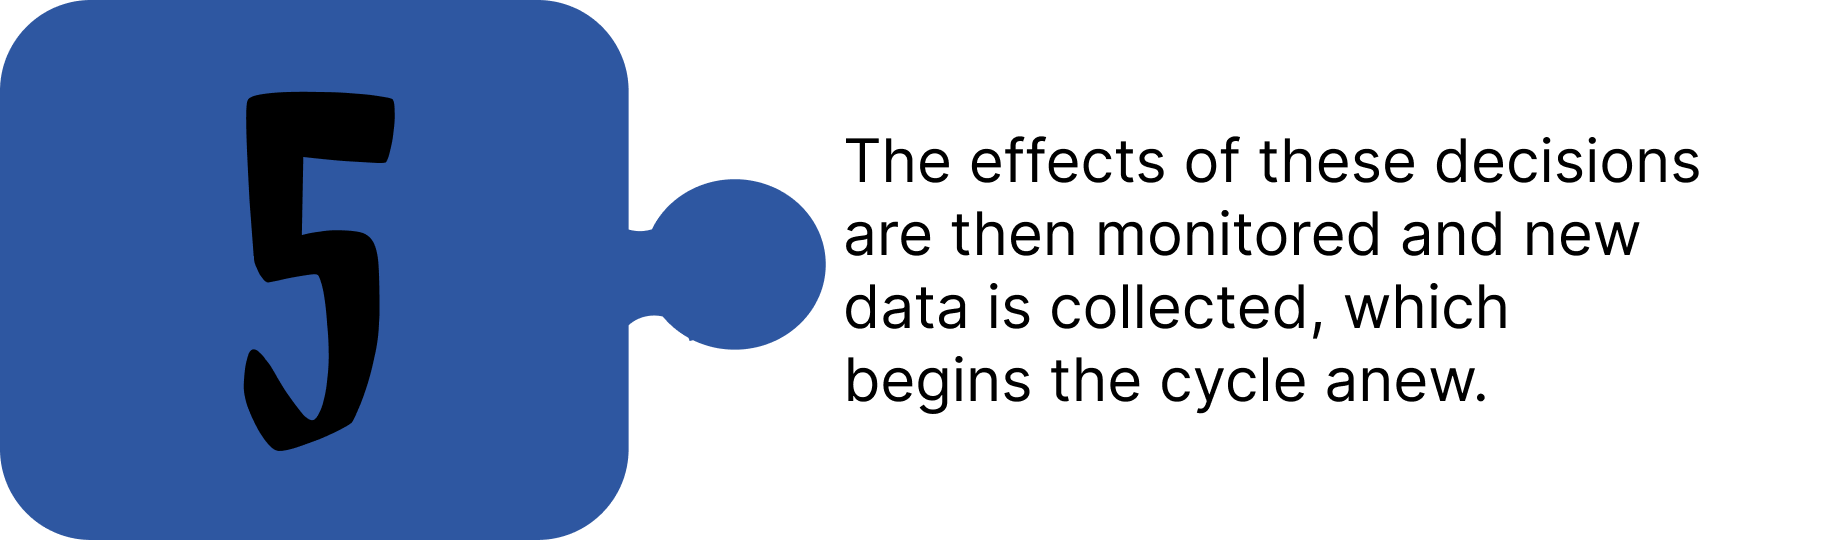 5
The effects of these decisions
are then monitored and new
data is collected, which
begins the cycle anew.